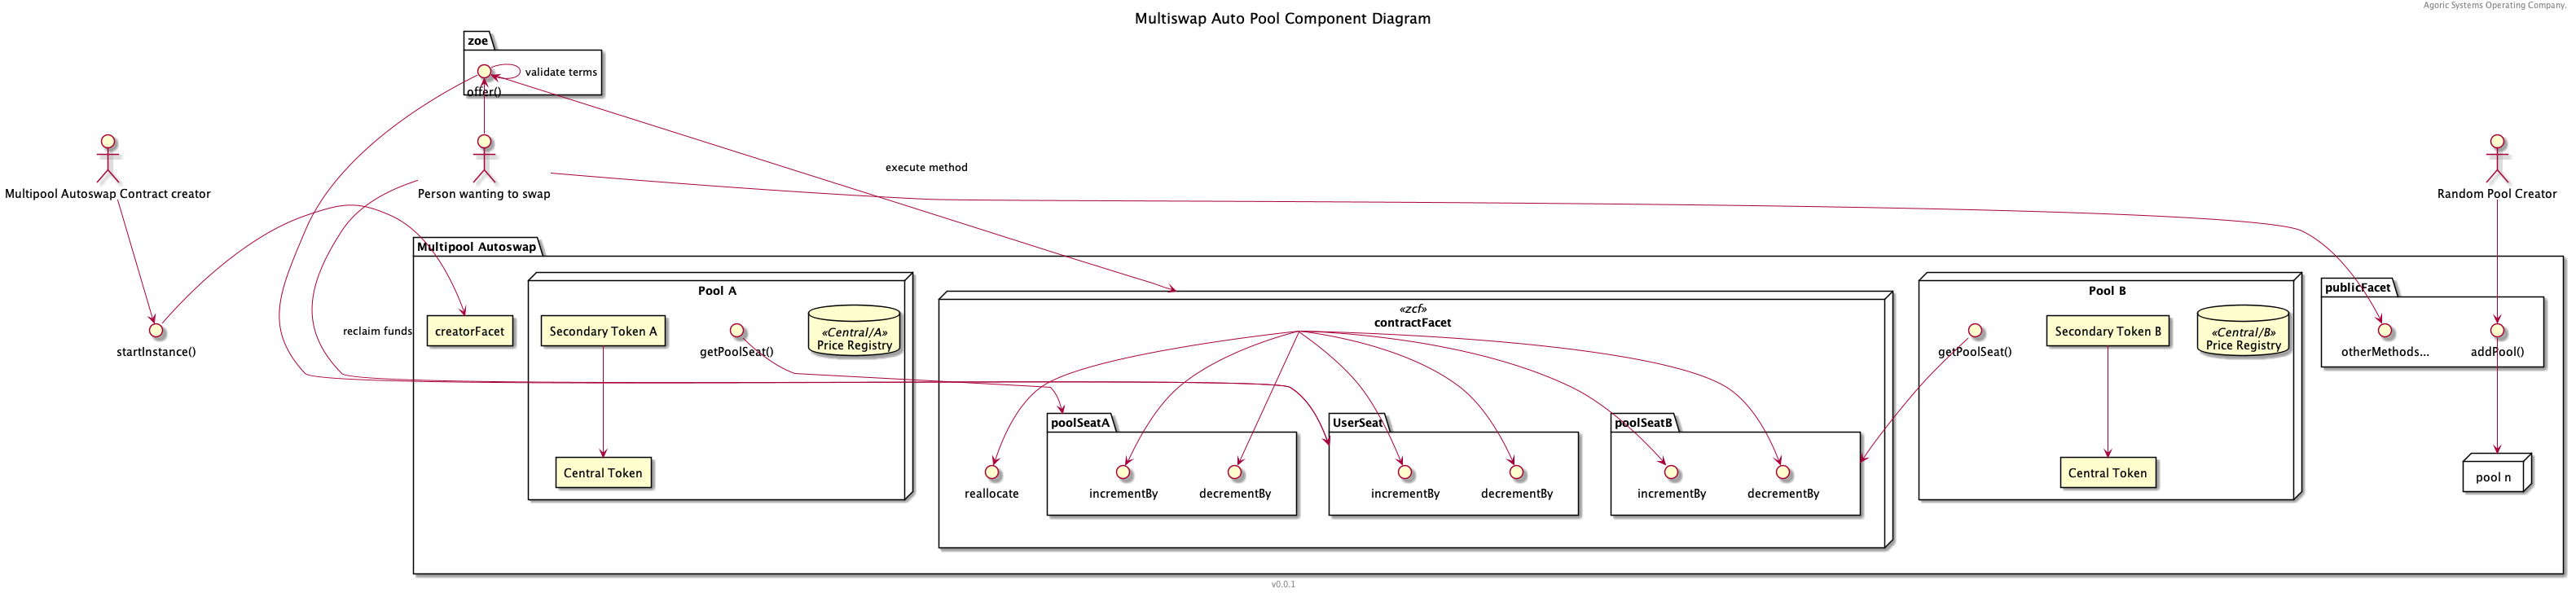 Agoric Systems Operating Company.
Multiswap Auto Pool Component Diagram
zoe
validate terms
offer()
execute method
Multipool Autoswap Contract creator
Person wanting to swap
Random Pool Creator
Multipool Autoswap
startInstance()
reclaim funds
creatorFacet
Pool A
Secondary Token A
getPoolSeat()
«Central/A»
Price Registry
Central Token
«zcf»
contractFacet
reallocate
poolSeatA
incrementBy
decrementBy
UserSeat
incrementBy
decrementBy
poolSeatB
incrementBy
decrementBy
Pool B
getPoolSeat()
Secondary Token B
«Central/B»
Price Registry
Central Token
publicFacet
otherMethods...
addPool()
pool n
v0.0.1